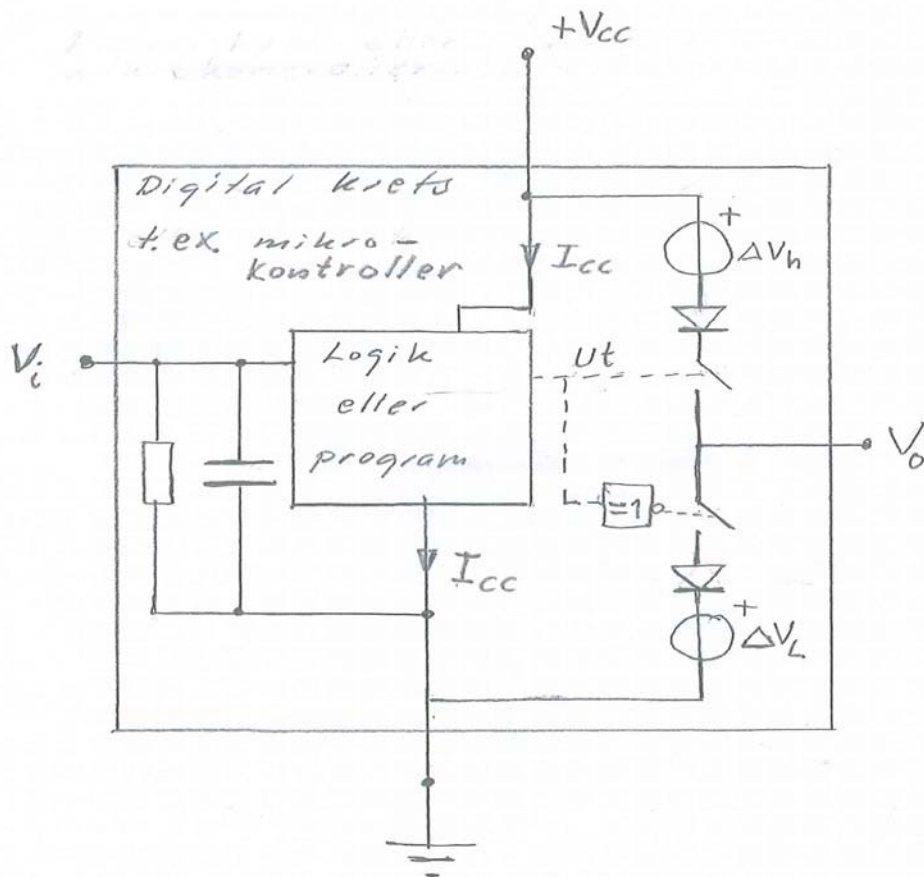 +Vcc
Digital krets
t.ex. mikro-
kontroller
Icc
+
ΔVh
Vi
Logik
eller
program
Ut
Vo
=1
Icc
+
ΔVL